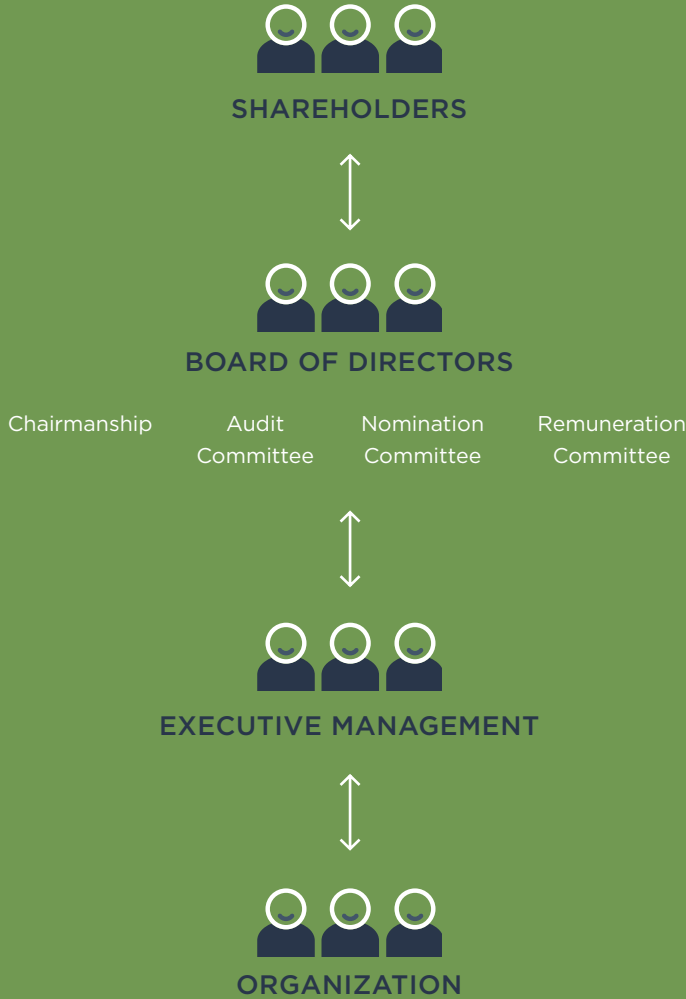 SHAREHOLDERS
BOARD OF DIRECTORS
Chairmanship
Audit
Committee
Nomination
Committee
Remuneration
Committee
EXECUTIVE MANAGEMENT
ORGANIZATION